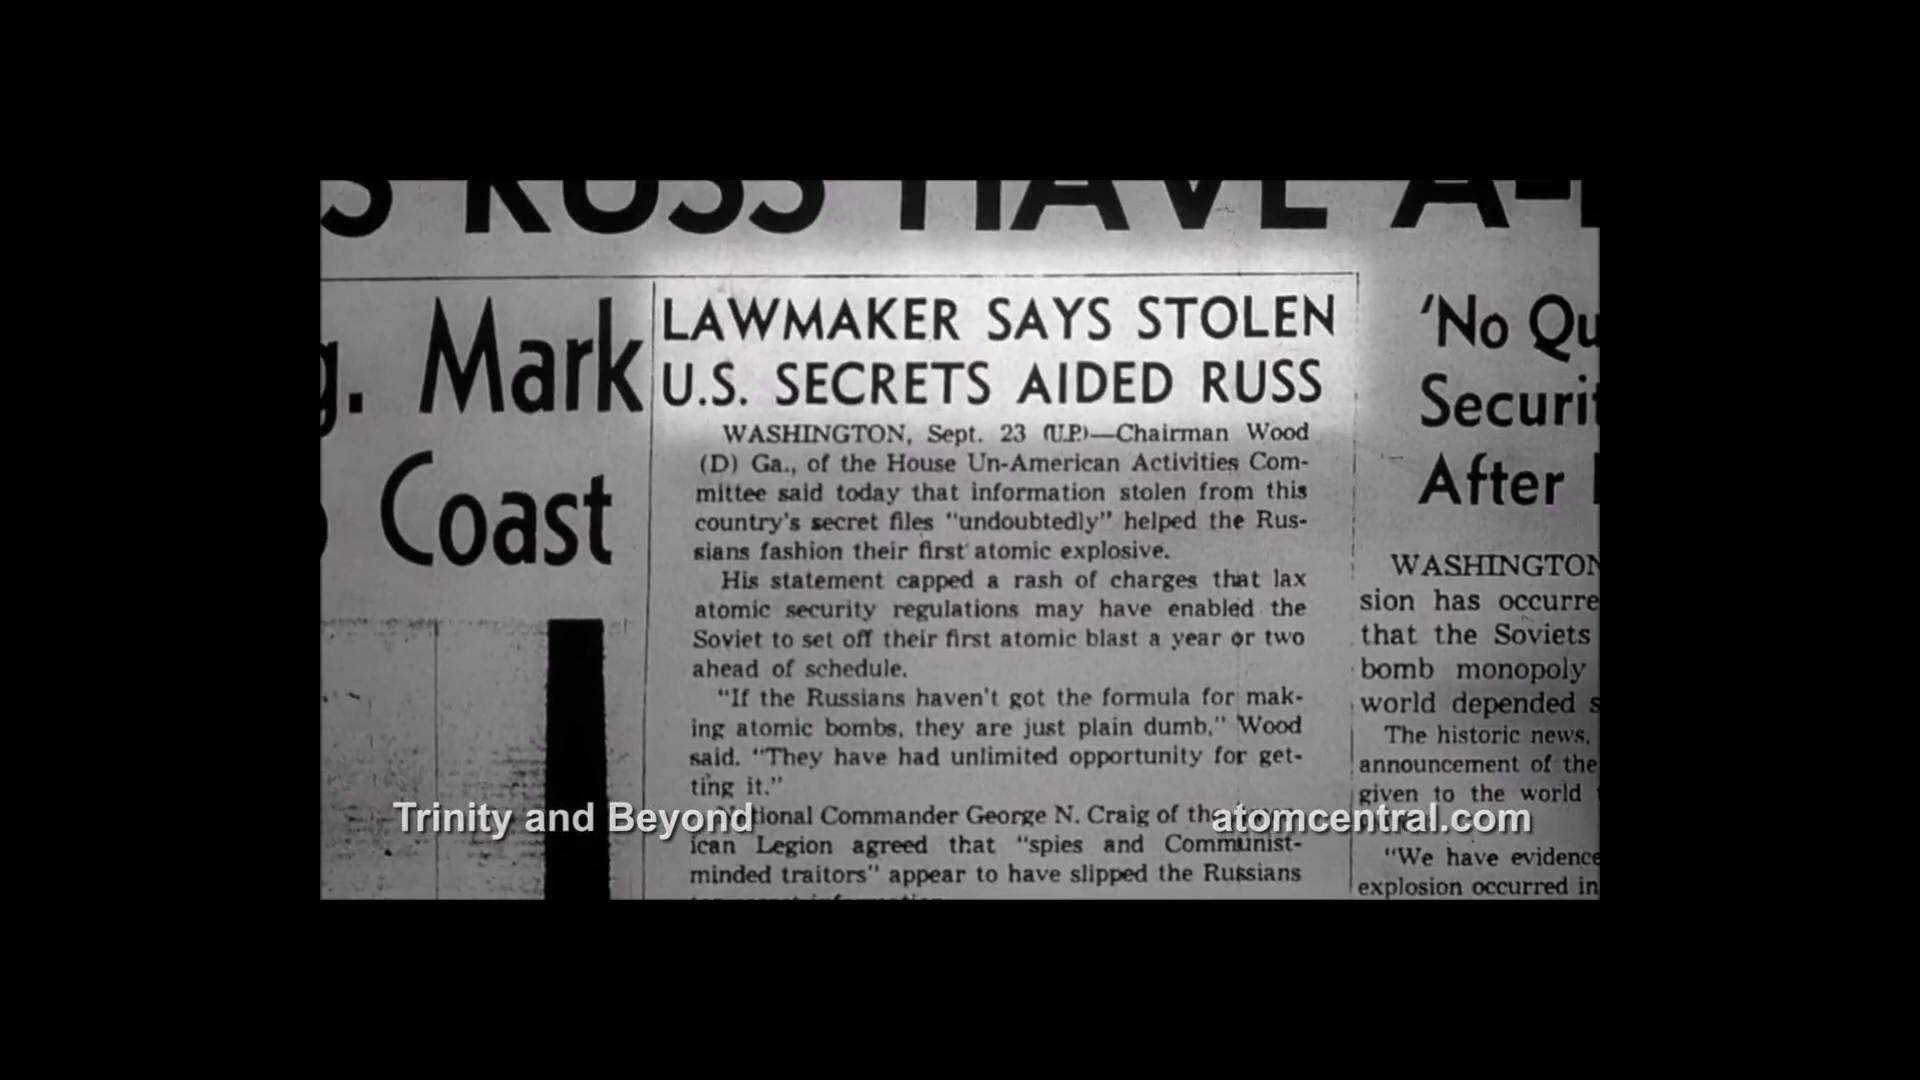 RUSS HAVE A-
g. Mark
Coast
LAWMAKER SAYS STOLEN
U.S. SECRETS AIDED RUSS
WASHINGTON, Sept. 23 (U.P.)—Chairman Wood
(D) Ga., of the House Un-American Activities Com-
mittee said today that information stolen from this
country's secret files "undoubtedly" helped the Rus-
sians fashion their first atomic explosive.
His statement capped a rash of charges that lax
atomic security regulations may have enabled the
Soviet to set off their first atomic blast a year or two
ahead of schedule.
"If the Russians haven't got the formula for mak-
ing atomic bombs, they are just plain dumb," Wood
said. "They have had unlimited opportunity for get-
ting it."
Commander George N. Craig of
ican Legion agreed that "spies and Communist-
minded traitors" appear to have slipped the Russians
'No Qu
Securit
After
WASHINGTON
sion has occurre
that the Soviets
bomb monopoly
world depended s
The historic news,
announcement of the
given to the world
"We have evidence
explosion occurred in
Trinity and Beyond
atomcentral.com